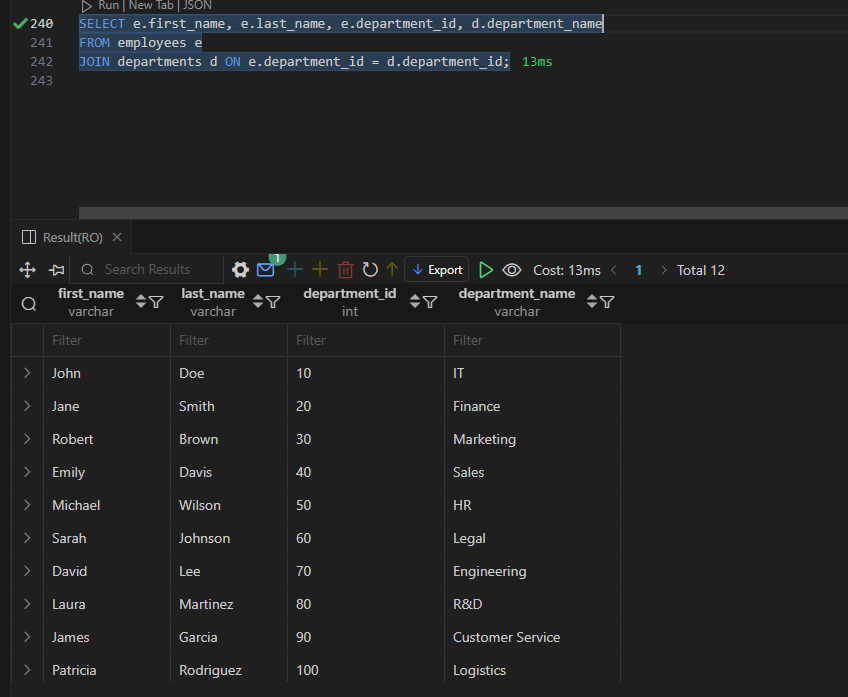 Run | New Tab | JSON
240 SELECT e.first_name, e.last_name, e.department_id, d.department_name
241 FROM employees e
242 JOIN departments d ON e.department_id = d.department_id; 13ms
243
Result(RO)
Search Results 1 Export Cost: 13ms 1 Total 12
first_name last_name department_id department_name
varchar varchar int varchar
Filter Filter Filter Filter
John Doe 10 IT
Jane Smith 20 Finance
Robert Brown 30 Marketing
Emily Davis 40 Sales
Michael Wilson 50 HR
Sarah Johnson 60 Legal
David Lee 70 Engineering
Laura Martinez 80 R&D
James Garcia 90 Customer Service
Patricia Rodriguez 100 Logistics